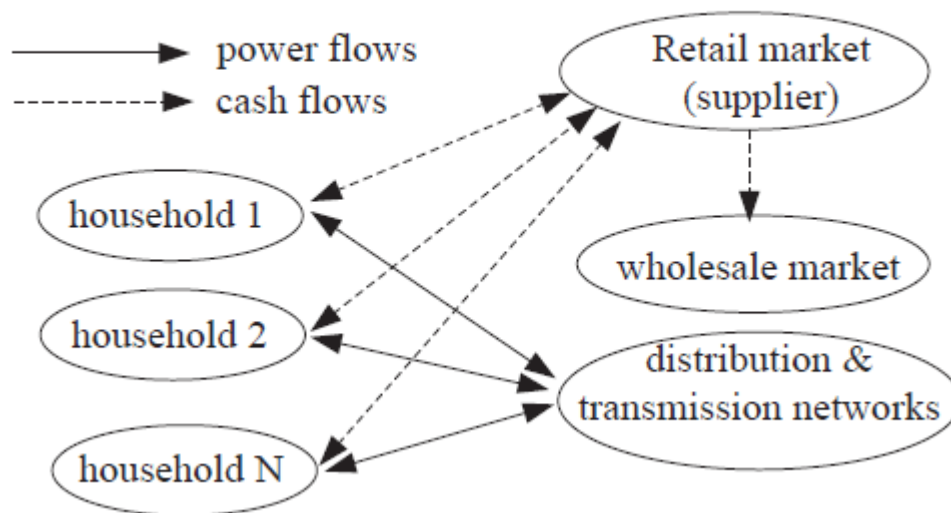 power flows
cash flows
Retail market
(supplier)
household 1
wholesale market
household 2
distribution &
transmission networks
household N